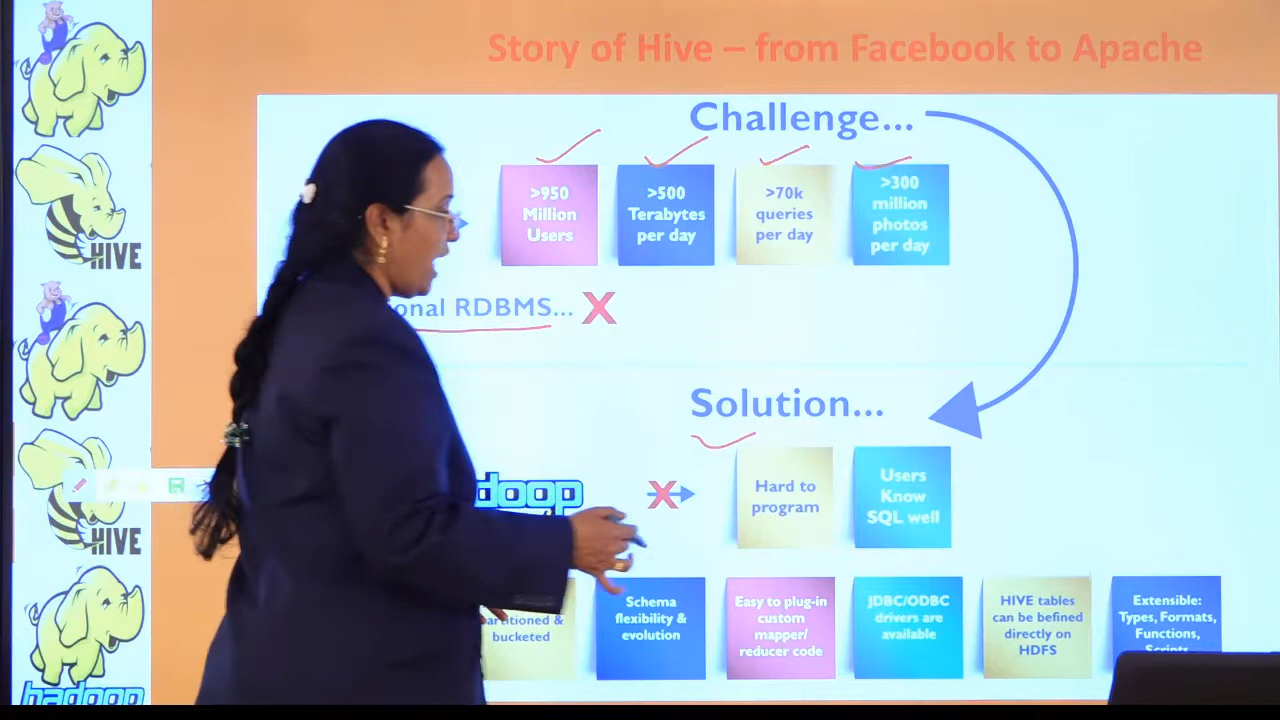 Story of Hive – from Facebook to Apache
Challenge...
>950
Million
Users
>500
Terabytes
per day
>70k
queries
per day
>300
million
photos
per day
RDBMS...
X
Solution...
X
Hard to
program
Users
Know
SQL well
bucketed
Schema
flexibility &
evolution
Easy to plug-in
custom
mapper/
reducer code
JDBC/ODBC
drivers are
available
HIVE tables
can be befined
directly on
HDFS
Extensible:
Types, Formats,
Functions,
Scripts
HIVE
HIVE
hadoop